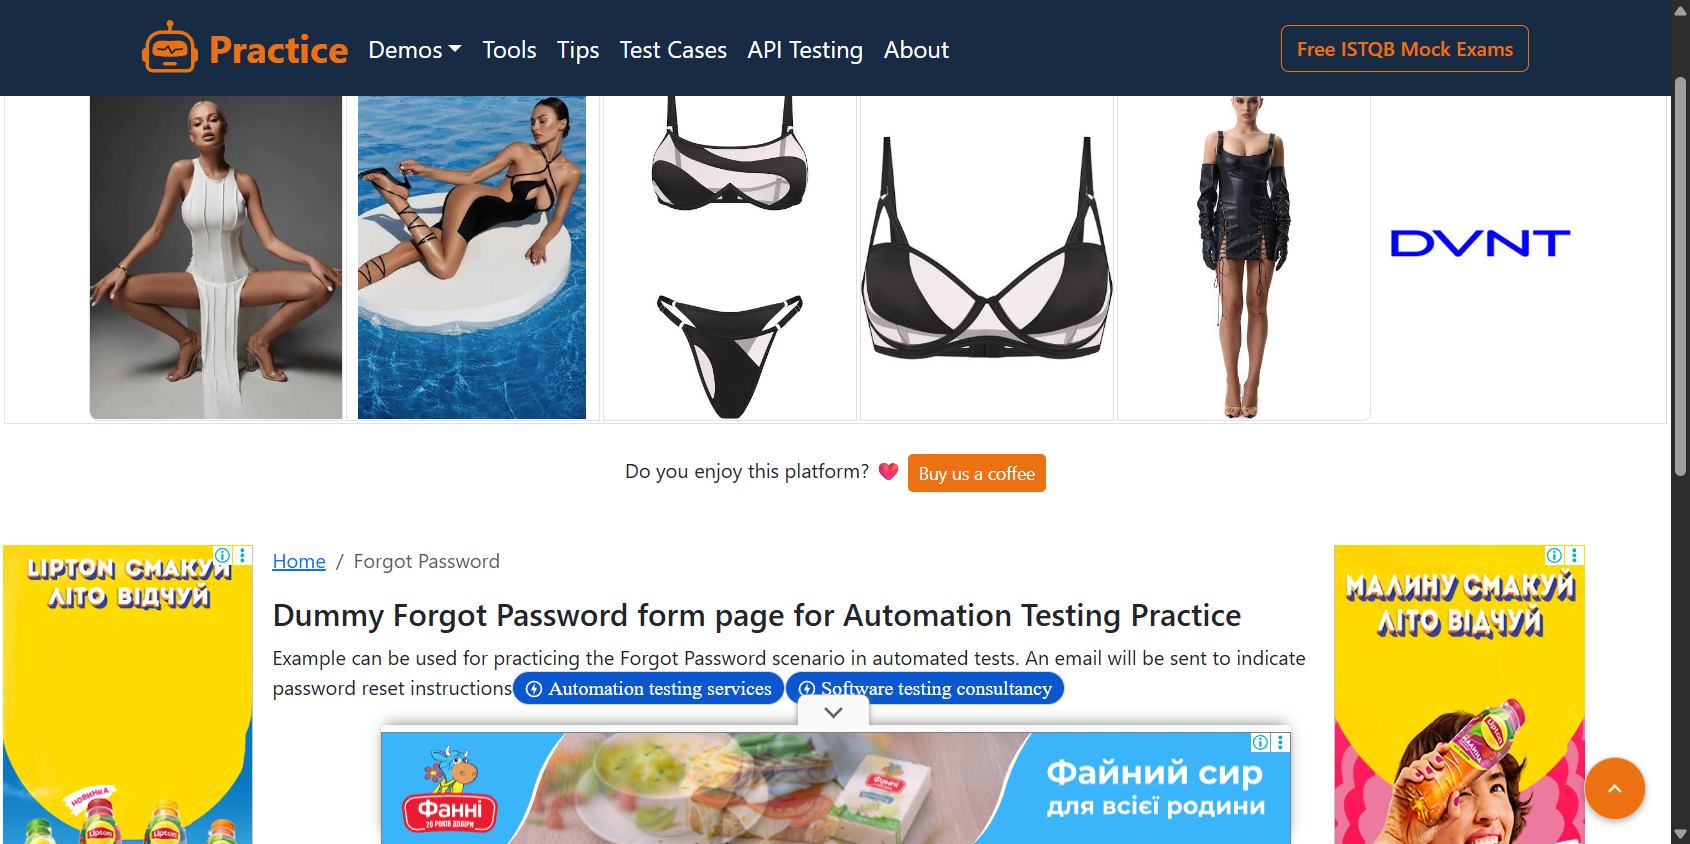 Practice
Demos
Tools
Tips
Test Cases
API Testing
About
Free ISTQB Mock Exams
DVNT
Do you enjoy this platform?
Buy us a coffee
LIPTON СМАКУЙ
ЛІТО ВІДЧУЙ
НОВИНКА
Lipton
Lipton
Home / Forgot Password
Dummy Forgot Password form page for Automation Testing Practice
Example can be used for practicing the Forgot Password scenario in automated tests. An email will be sent to indicate
password reset instructions
Automation testing services
Software testing consultancy
Фанні
20 РОКІВ ДОВІРИ
Фанні
Файний сир
для всієї родини
МАЛИНУ СМАКУЙ
ЛІТО ВІДЧУЙ
Lipton